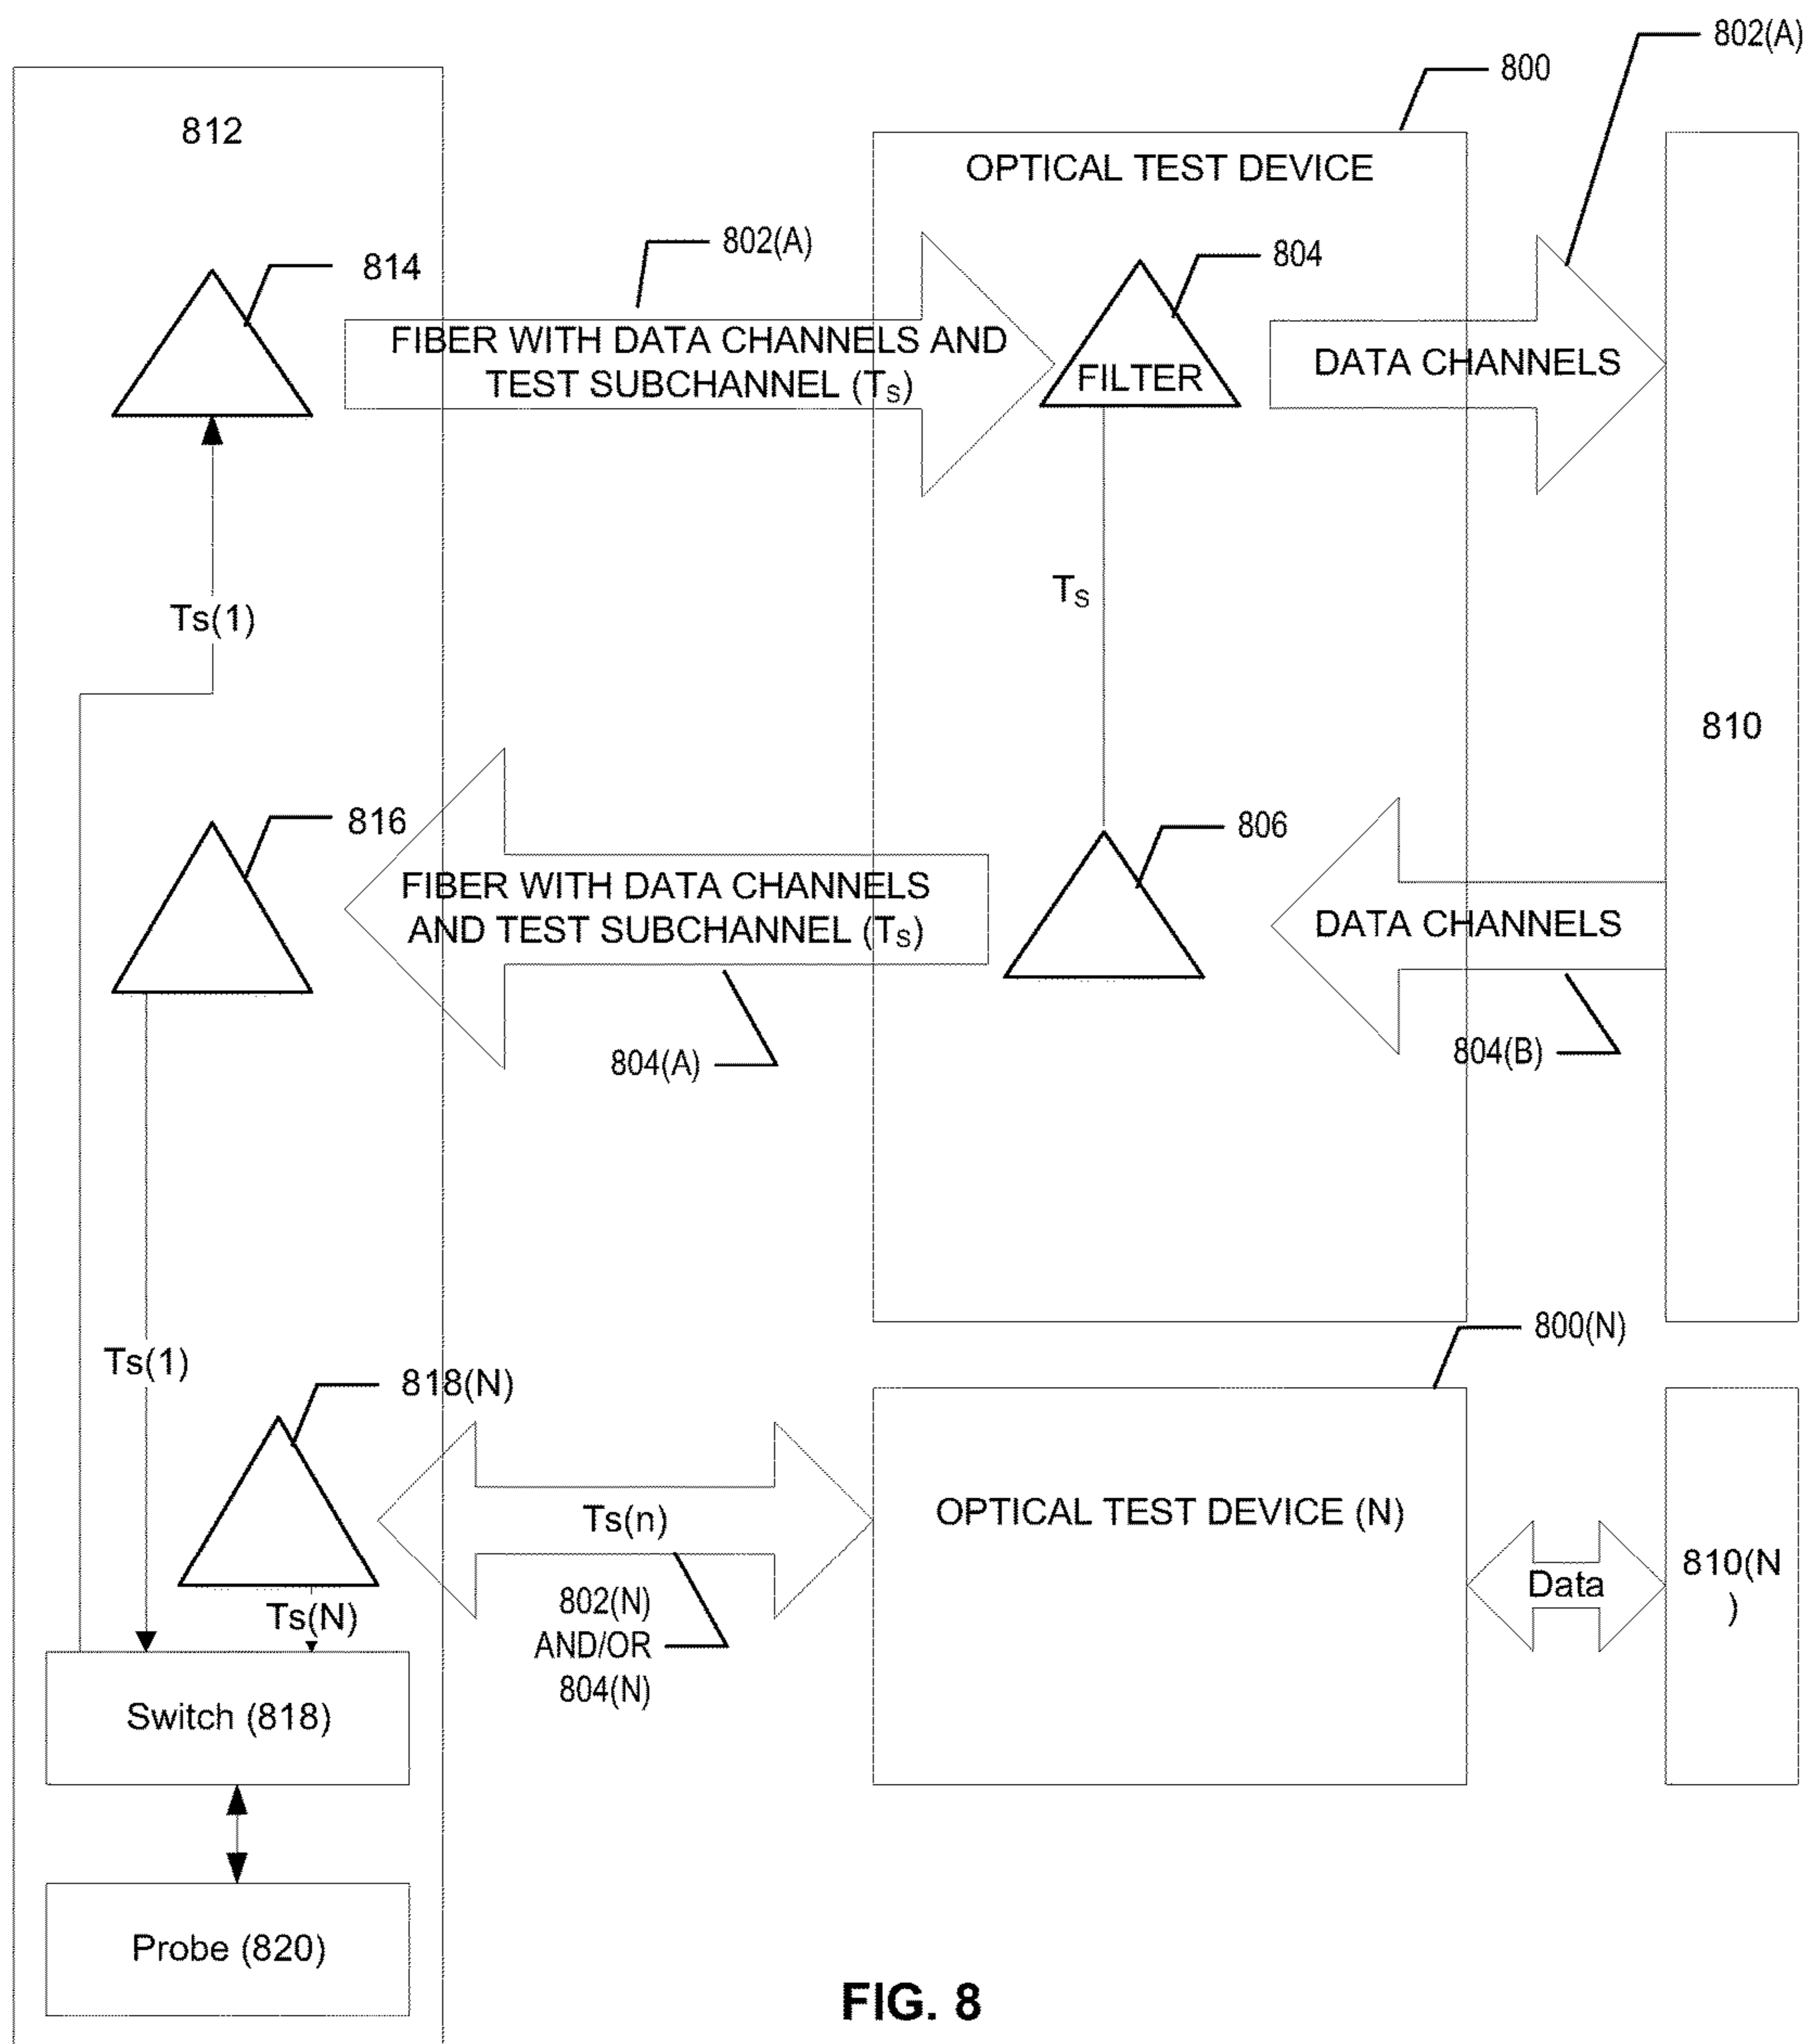 802(A)
800
812
OPTICAL TEST DEVICE
802(A)
804
814
FIBER WITH DATA CHANNELS AND
TEST SUBCHANNEL (TS)
FILTER
DATA CHANNELS
TS
Ts(1)
810
816
806
FIBER WITH DATA CHANNELS
AND TEST SUBCHANNEL (TS)
DATA CHANNELS
804(A)
804(B)
800(N)
Ts(1)
818(N)
Ts(n)
OPTICAL TEST DEVICE (N)
810(N
)
Data
Ts(N)
802(N)
AND/OR
804(N)
Switch (818)
Probe (820)
FIG. 8